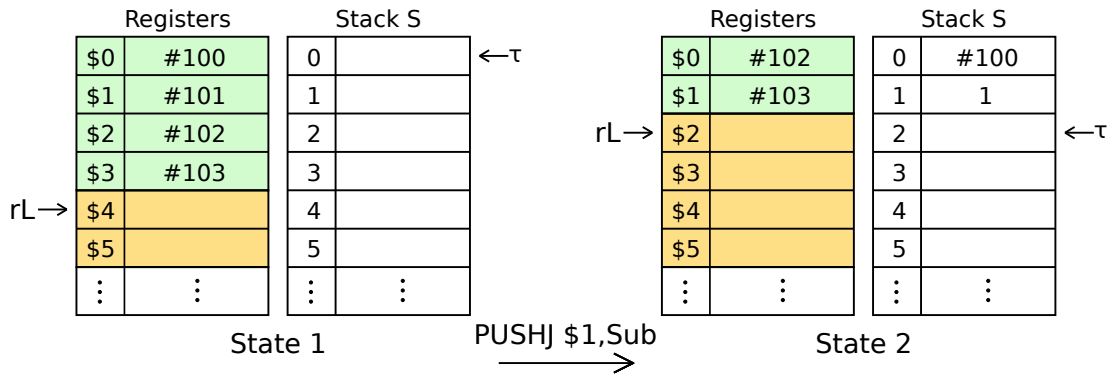 Registers Stack S Registers Stack S
$0 #100 0 ←τ $0 #102 0 #100
$1 #101 1 $1 #103 1 1
$2 #102 2 rL→ $2 2 ←τ
$3 #103 3 $3 3
rL→ $4 4 $4 4
$5 5 $5 5
⋮ ⋮ ⋮ ⋮ ⋮ ⋮ ⋮ ⋮
State 1 PUSHJ $1,Sub State 2